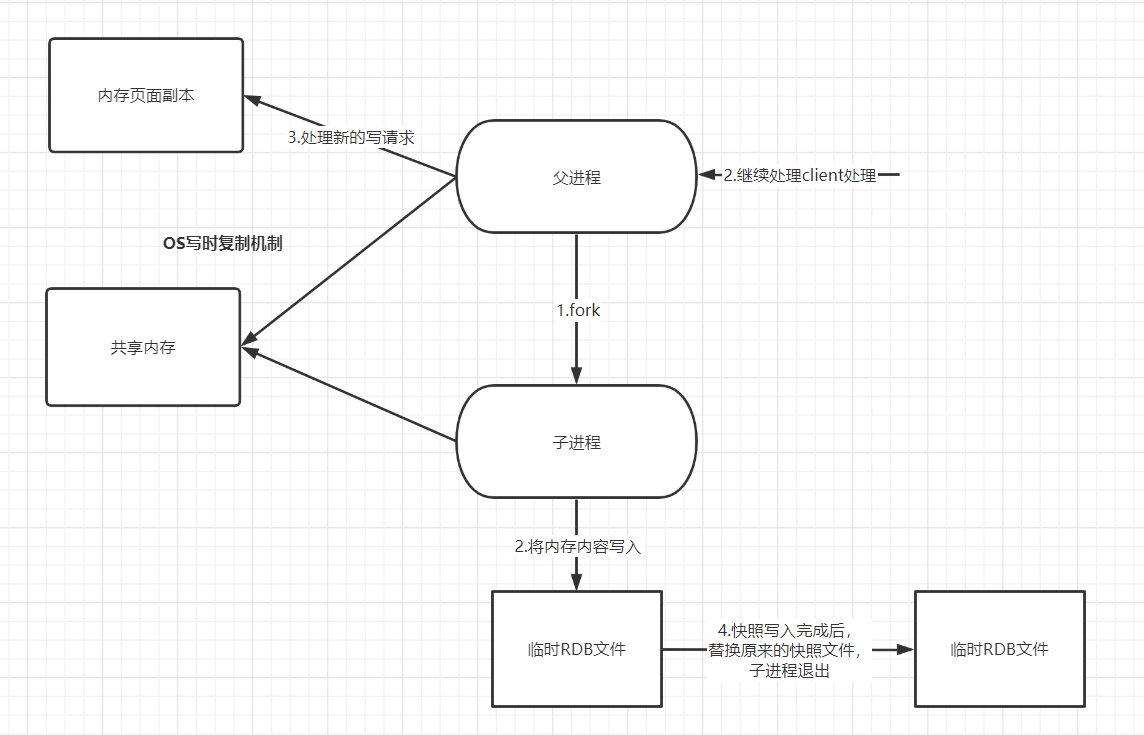 内存页面副本
3.处理新的写请求
父进程
2.继续处理client处理
OS写时复制机制
1.fork
共享内存
子进程
2.将内存内容写入
临时RDB文件
4.快照写入完成后，
替换原来的快照文件，
子进程退出
临时RDB文件